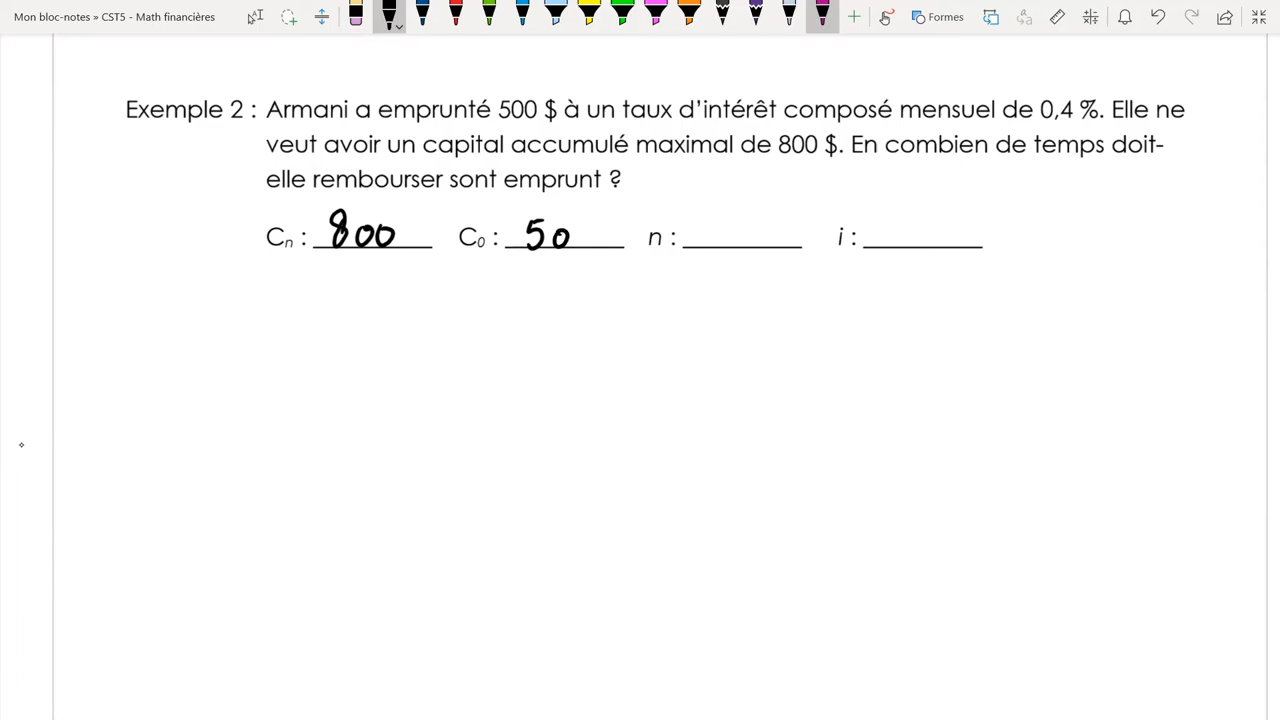 Mon bloc-notes » CST5 - Math financières
Formes
Exemple 2 : Armani a emprunté 500 $ à un taux d'intérêt composé mensuel de 0,4 %. Elle ne
veut avoir un capital accumulé maximal de 800 $. En combien de temps doit-
elle rembourser sont emprunt ?
Cn : 800 C0 : 50 n : ________ i : ________